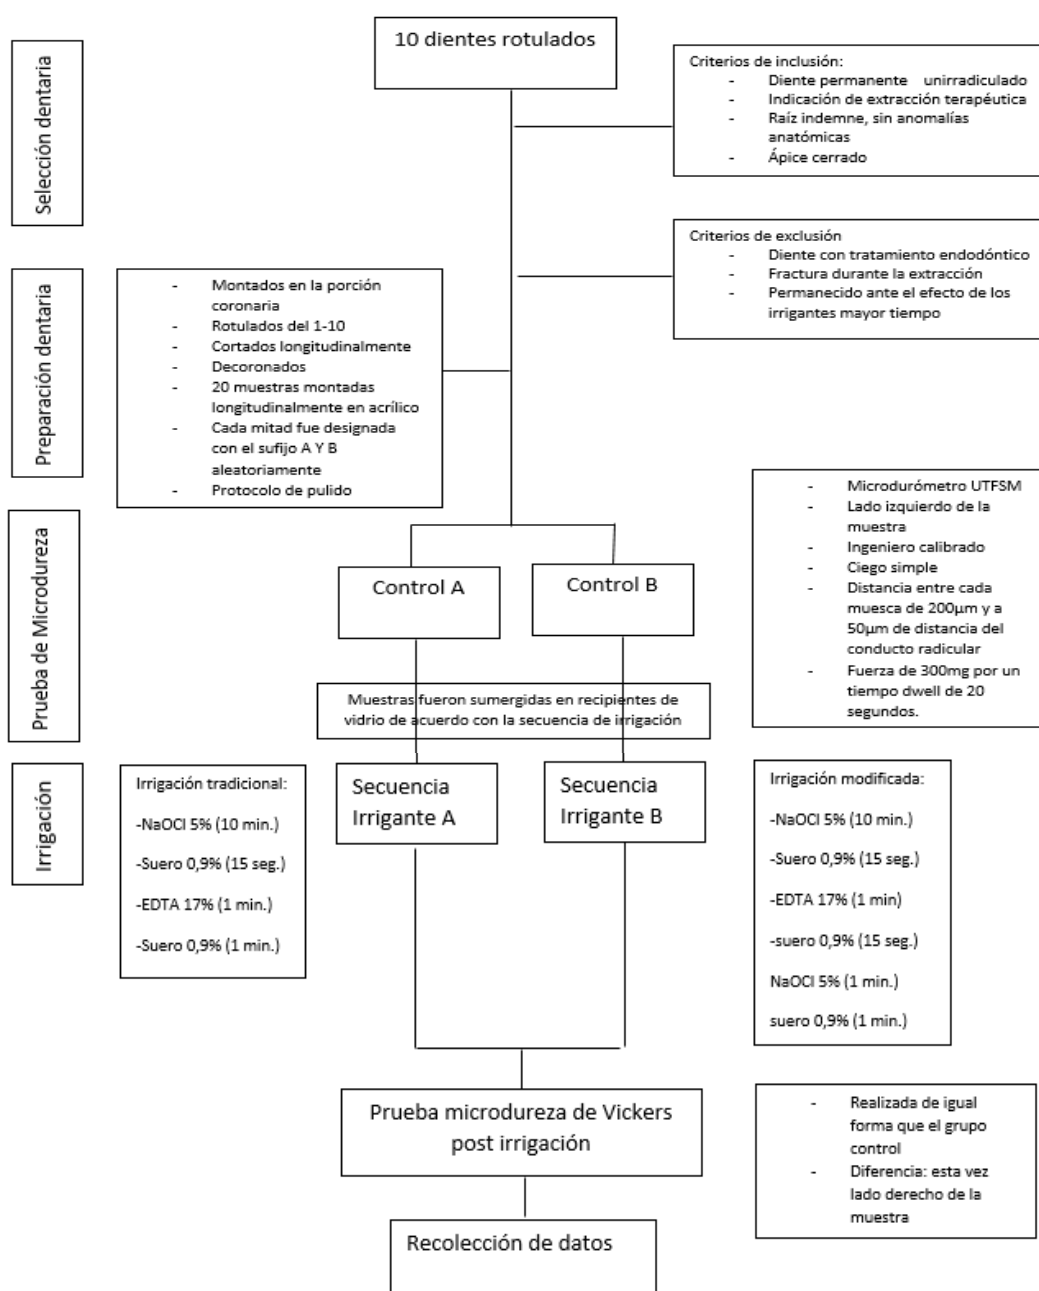 10 dientes rotulados
Selección dentaria
Criterios de inclusión:
- Diente permanente unirradiculado
- Indicación de extracción terapéutica
- Raíz indemne, sin anomalías
anatómicas
- Ápice cerrado
Criterios de exclusión
- Diente con tratamiento endodóntico
- Fractura durante la extracción
- Permanecido ante el efecto de los
irrigantes mayor tiempo
Preparación dentaria
- Montados en la porción
coronaria
- Rotulados del 1-10
- Cortados longitudinalmente
- Decoronados
- 20 muestras montadas
longitudinalmente en acrílico
- Cada mitad fue designada
con el sufijo A Y B
aleatoriamente
- Protocolo de pulido
Prueba de Microdureza
Control A
Control B
- Microdurómetro UTFSM
- Lado izquierdo de la
muestra
- Ingeniero calibrado
- Ciego simple
- Distancia entre cada
muesca de 200µm y a
50µm de distancia del
conducto radicular
- Fuerza de 300mg por un
tiempo dwell de 20
segundos.
Muestras fueron sumergidas en recipientes de
vidrio de acuerdo con la secuencia de irrigación
Irrigación
Irrigación tradicional:
-NaOCl 5% (10 min.)
-Suero 0,9% (15 seg.)
-EDTA 17% (1 min.)
-Suero 0,9% (1 min.)
Secuencia
Irrigante A
Secuencia
Irrigante B
Irrigación modificada:
-NaOCl 5% (10 min.)
-Suero 0,9% (15 seg.)
-EDTA 17% (1 min)
-suero 0,9% (15 seg.)
NaOCl 5% (1 min.)
suero 0,9% (1 min.)
Prueba microdureza de Vickers
post irrigación
- Realizada de igual
forma que el grupo
control
- Diferencia: esta vez
lado derecho de la
muestra
Recolección de datos